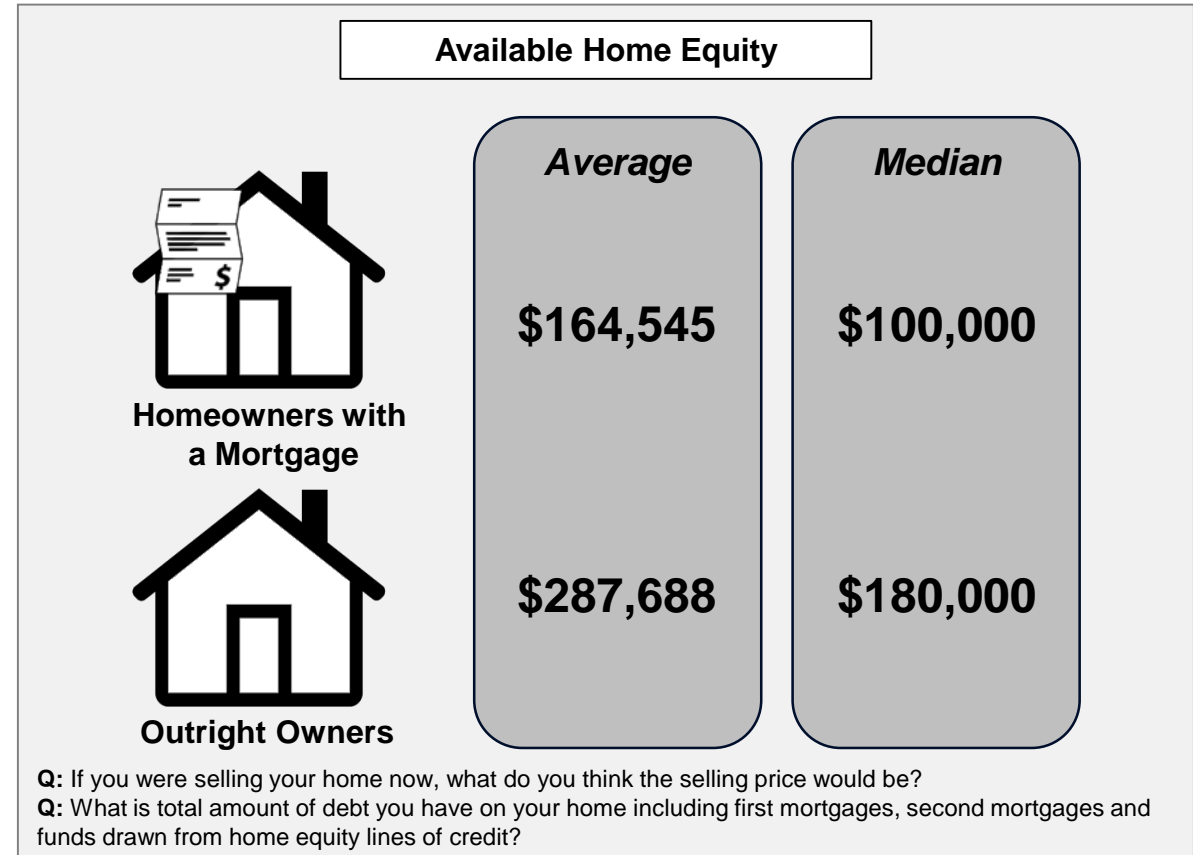 Available Home Equity
Average
Median
$
$164,545
$100,000
Homeowners with
a Mortgage
$287,688
$180,000
Outright Owners
Q: If you were selling your home now, what do you think the selling price would be?
Q: What is total amount of debt you have on your home including first mortgages, second mortgages and
funds drawn from home equity lines of credit?